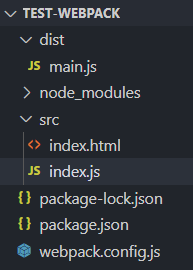 TEST-WEBPACK
dist
JS main.js
node_modules
src
<> index.html
JS index.js
{} package-lock.json
{} package.json
webpack.config.js